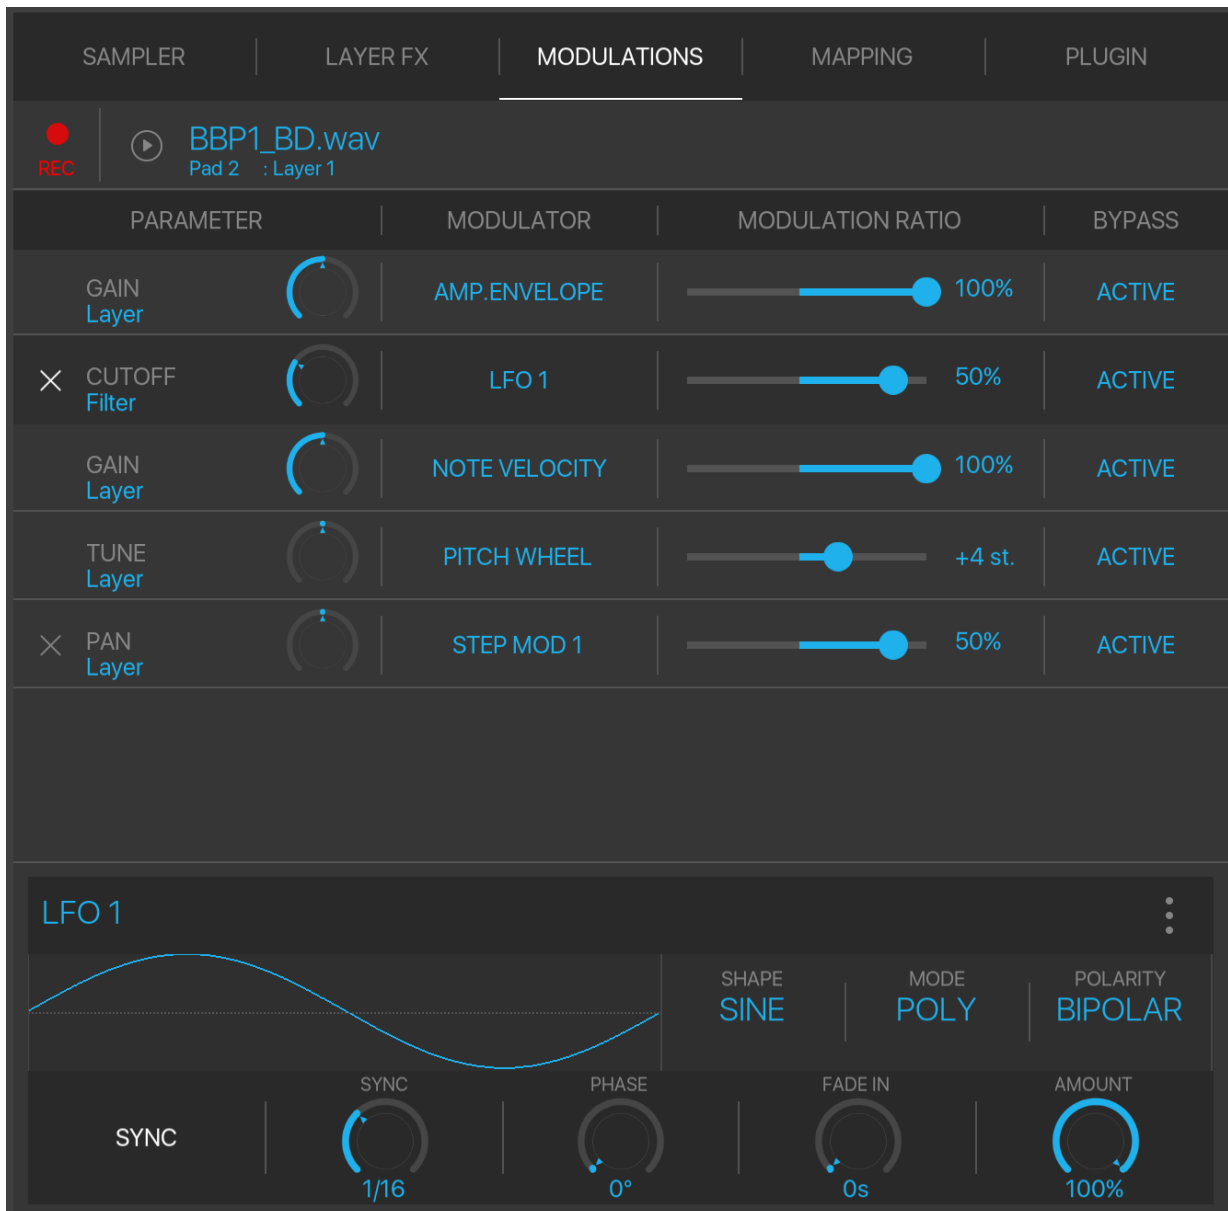 SAMPLER LAYER FX MODULATIONS MAPPING PLUGIN
REC
BBP1_BD.wav
Pad 2 : Layer 1
PARAMETER MODULATOR MODULATION RATIO BYPASS
GAIN
Layer
AMP.ENVELOPE 100% ACTIVE
CUTOFF
Filter
LFO 1 50% ACTIVE
GAIN
Layer
NOTE VELOCITY 100% ACTIVE
TUNE
Layer
PITCH WHEEL +4 st. ACTIVE
PAN
Layer
STEP MOD 1 50% ACTIVE
LFO 1
SHAPE MODE POLARITY
SINE POLY BIPOLAR
SYNC PHASE FADE IN AMOUNT
SYNC
1/16 0° 0s 100%